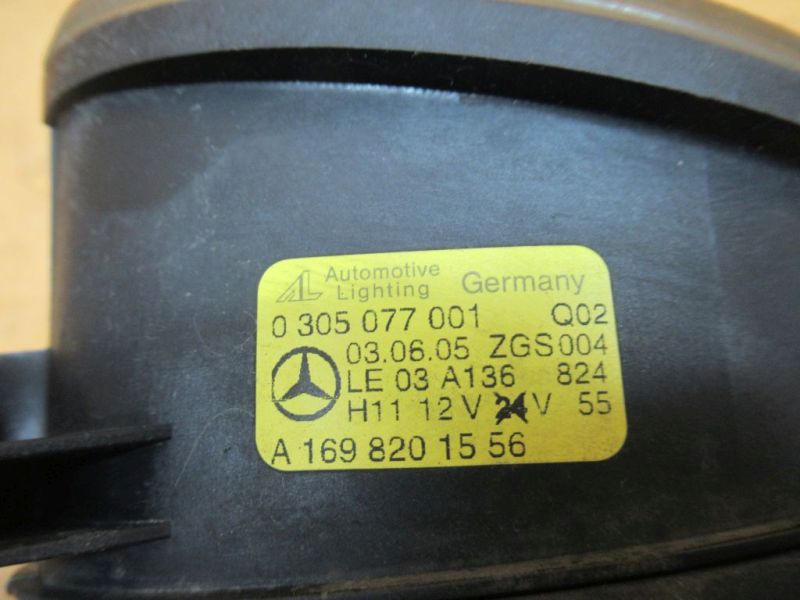 AL Automotive Lighting Germany
0 305 077 001 Q02
03.06.05 ZGS004
LE 03 A136 824
H11 12 V 24 V 55
A 169 820 15 56